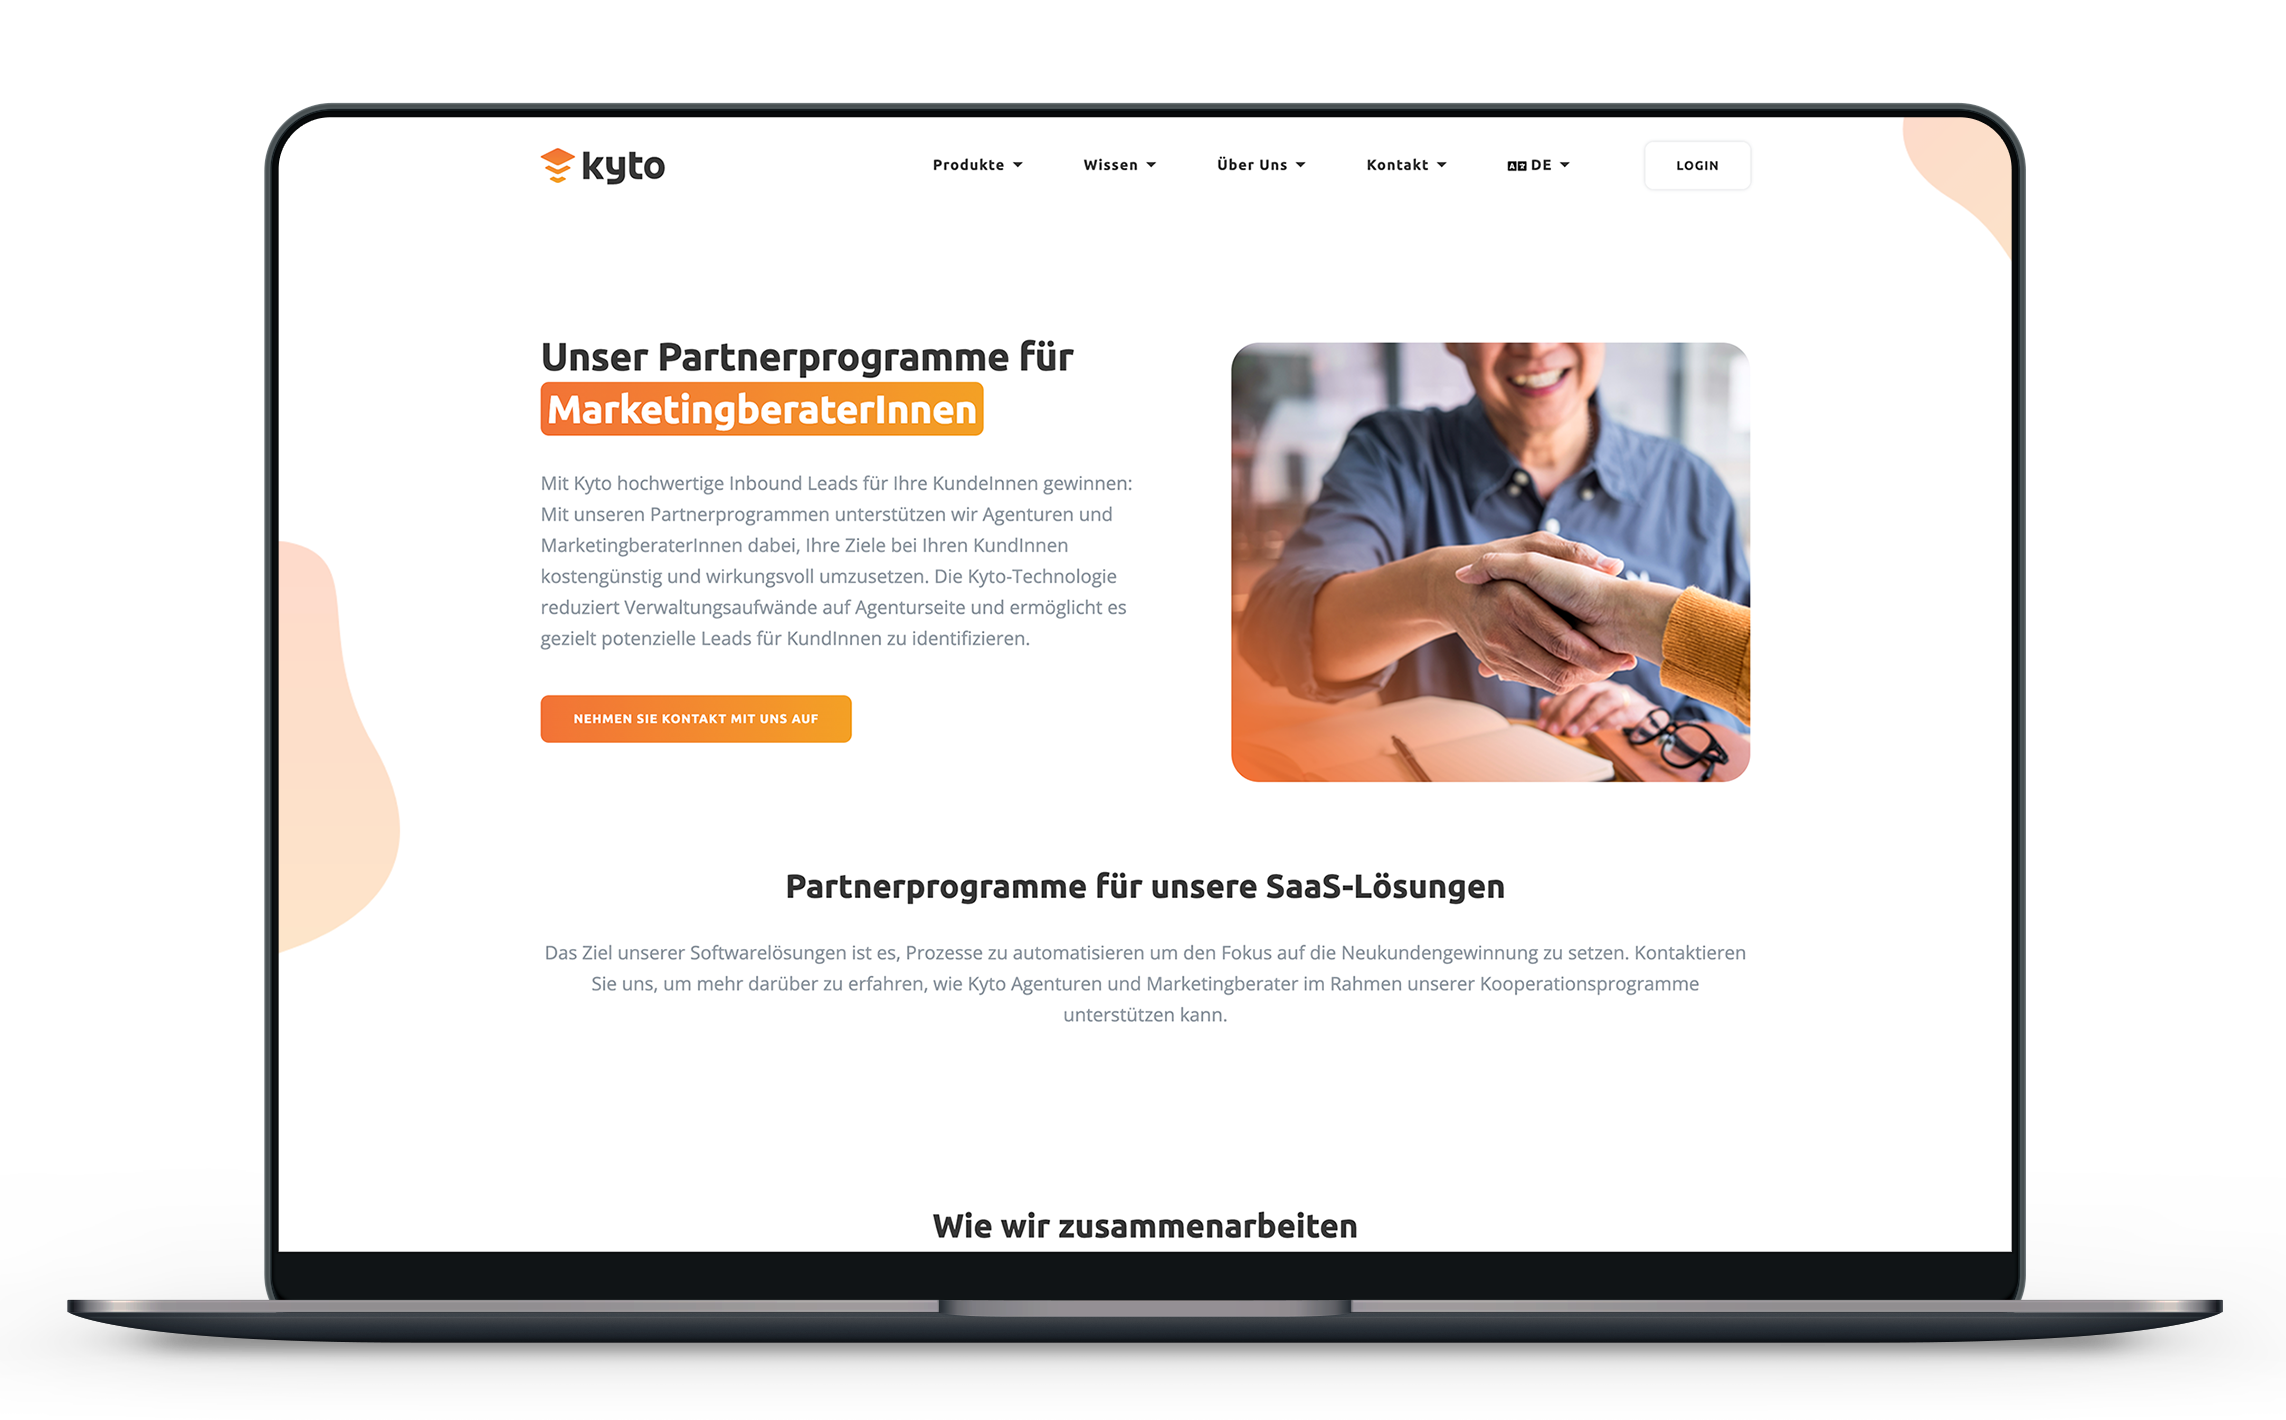 kyto
Produkte
Wissen
Über Uns
Kontakt
DE
LOGIN
Unser Partnerprogramme für
MarketingberaterInnen
Mit Kyto hochwertige Inbound Leads für Ihre KundeInnen gewinnen:
Mit unseren Partnerprogrammen unterstützen wir Agenturen und
MarketingberaterInnen dabei, Ihre Ziele bei Ihren KundInnen
kostengünstig und wirkungsvoll umzusetzen. Die Kyto-Technologie
reduziert Verwaltungsaufwände auf Agenturseite und ermöglicht es
gezielt potenzielle Leads für KundInnen zu identifizieren.
NEHMEN SIE KONTAKT MIT UNS AUF
Partnerprogramme für unsere SaaS-Lösungen
Das Ziel unserer Softwarelösungen ist es, Prozesse zu automatisieren um den Fokus auf die Neukundengewinnung zu setzen. Kontaktieren
Sie uns, um mehr darüber zu erfahren, wie Kyto Agenturen und Marketingberater im Rahmen unserer Kooperationsprogramme
unterstützen kann.
Wie wir zusammenarbeiten